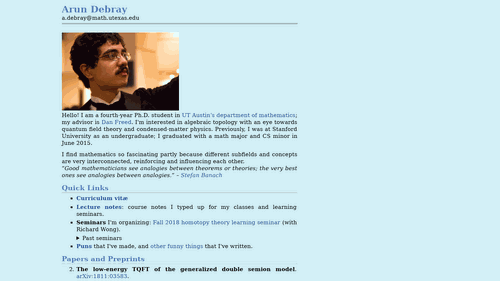 Arun Debray
a.debray@math.utexas.edu
Hello! I am a fourth-year Ph.D. student in UT Austin's department of mathematics;
my advisor is Dan Freed. I'm interested in algebraic topology with an eye towards
quantum field theory and condensed-matter physics. Previously, I was at Stanford
University as an undergraduate; I graduated with a math major and CS minor in
June 2015.
I find mathematics so fascinating partly because different subfields and concepts
are very interconnected, reinforcing and influencing each other.
"Good mathematicians see analogies between theorems or theories; the very best
ones see analogies between analogies." – Stefan Banach
Quick Links
• Curriculum vitæ
• Lecture notes: course notes I typed up for my classes and learning
seminars.
• Seminars I'm organizing: Fall 2018 homotopy theory learning seminar (with
Richard Wong).
▶ Past seminars
• Puns that I've made, and other funny things that I've written.
Papers and Preprints
2. The low-energy TQFT of the generalized double semion model.
arXiv:1811:03583.